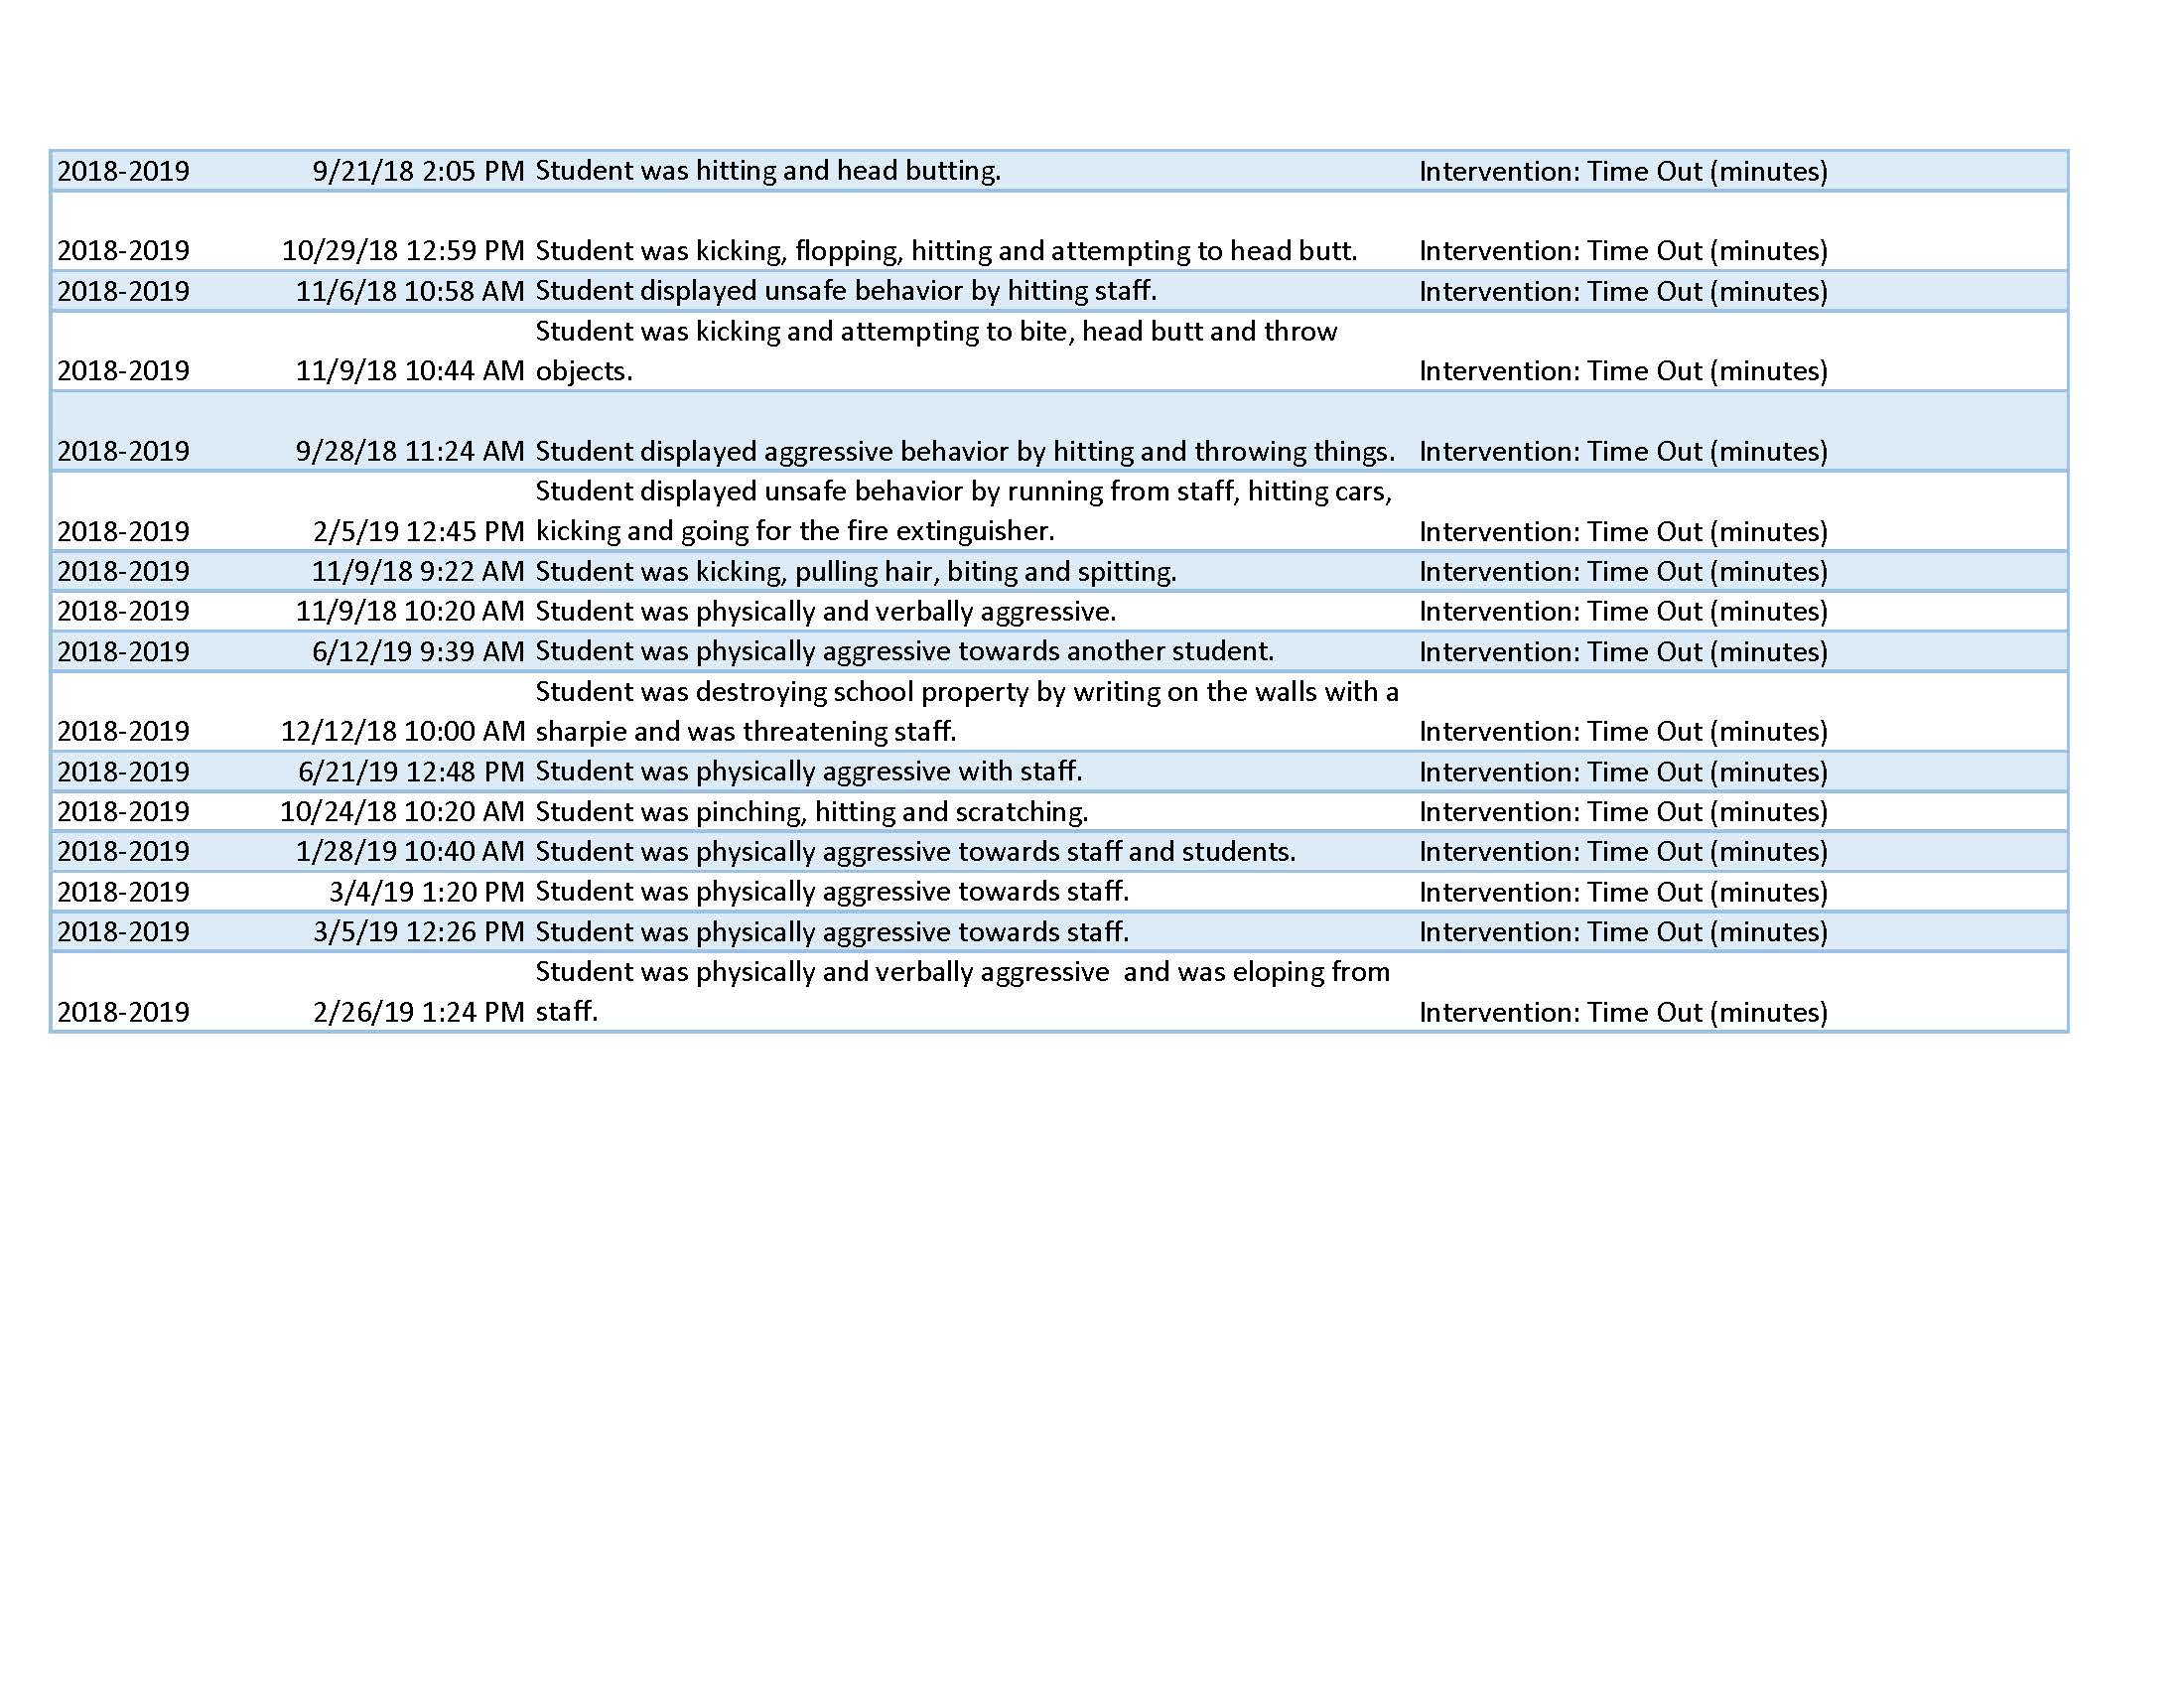 2018-2019 9/21/18 2:05 PM Student was hitting and head butting. Intervention: Time Out (minutes)
2018-2019 10/29/18 12:59 PM Student was kicking, flopping, hitting and attempting to head butt. Intervention: Time Out (minutes)
2018-2019 11/6/18 10:58 AM Student displayed unsafe behavior by hitting staff. Intervention: Time Out (minutes)
Student was kicking and attempting to bite, head butt and throw
2018-2019 11/9/18 10:44 AM objects. Intervention: Time Out (minutes)
2018-2019 9/28/18 11:24 AM Student displayed aggressive behavior by hitting and throwing things. Intervention: Time Out (minutes)
Student displayed unsafe behavior by running from staff, hitting cars,
2018-2019 2/5/19 12:45 PM kicking and going for the fire extinguisher. Intervention: Time Out (minutes)
2018-2019 11/9/18 9:22 AM Student was kicking, pulling hair, biting and spitting. Intervention: Time Out (minutes)
2018-2019 11/9/18 10:20 AM Student was physically and verbally aggressive. Intervention: Time Out (minutes)
2018-2019 6/12/19 9:39 AM Student was physically aggressive towards another student. Intervention: Time Out (minutes)
Student was destroying school property by writing on the walls with a
2018-2019 12/12/18 10:00 AM sharpie and was threatening staff. Intervention: Time Out (minutes)
2018-2019 6/21/19 12:48 PM Student was physically aggressive with staff. Intervention: Time Out (minutes)
2018-2019 10/24/18 10:20 AM Student was pinching, hitting and scratching. Intervention: Time Out (minutes)
2018-2019 1/28/19 10:40 AM Student was physically aggressive towards staff and students. Intervention: Time Out (minutes)
2018-2019 3/4/19 1:20 PM Student was physically aggressive towards staff. Intervention: Time Out (minutes)
2018-2019 3/5/19 12:26 PM Student was physically aggressive towards staff. Intervention: Time Out (minutes)
Student was physically and verbally aggressive  and was eloping from
2018-2019 2/26/19 1:24 PM staff. Intervention: Time Out (minutes)